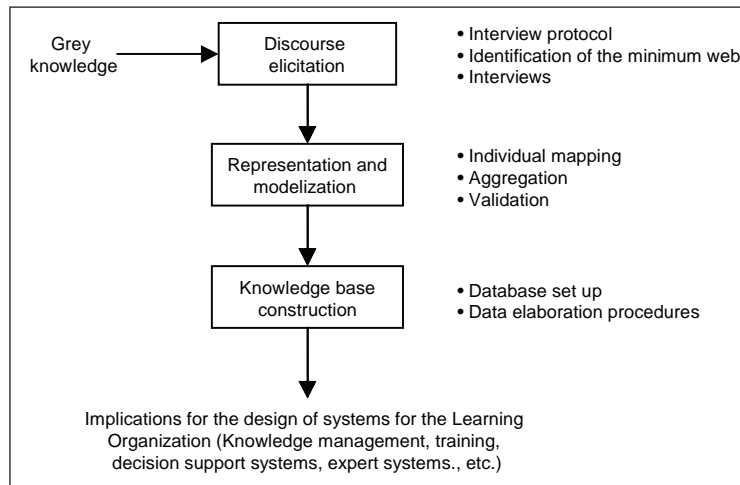 Grey
knowledge
Discourse
elicitation
• Interview protocol
• Identification of the minimum web
• Interviews
Representation and
modelization
• Individual mapping
• Aggregation
• Validation
Knowledge base
construction
• Database set up
• Data elaboration procedures
Implications for the design of systems for the Learning
Organization (Knowledge management, training,
decision support systems, expert systems., etc.)